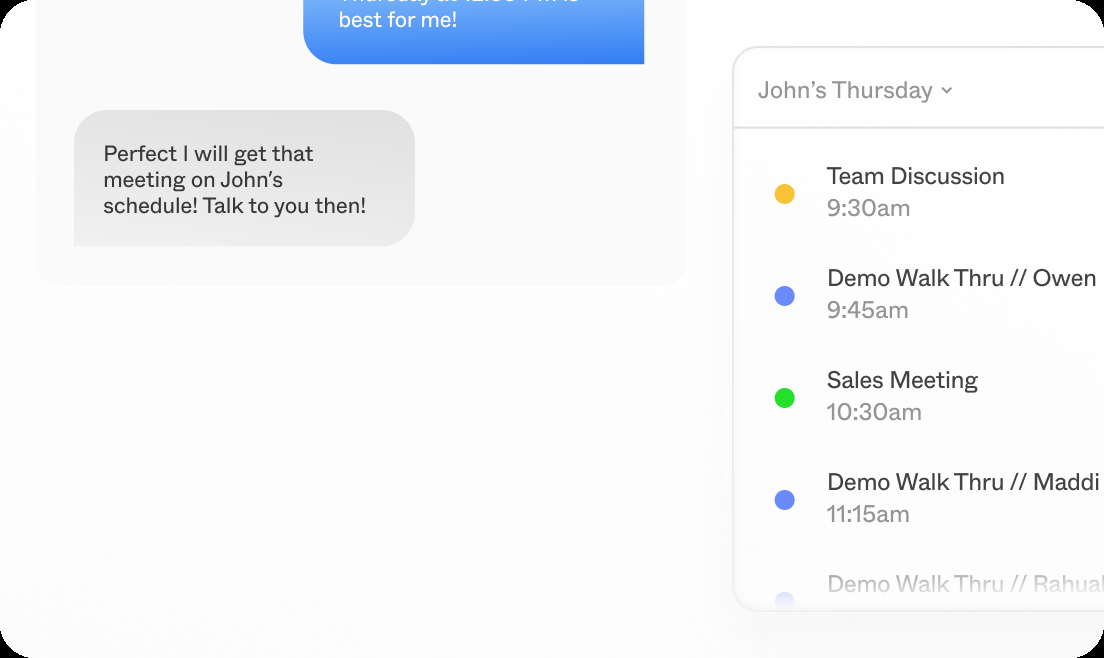 best for me!
Perfect I will get that
meeting on John's
schedule! Talk to you then!
John's Thursday
Team Discussion
9:30am
Demo Walk Thru // Owen
9:45am
Sales Meeting
10:30am
Demo Walk Thru // Maddi
11:15am
Demo Walk Thru // Rahual